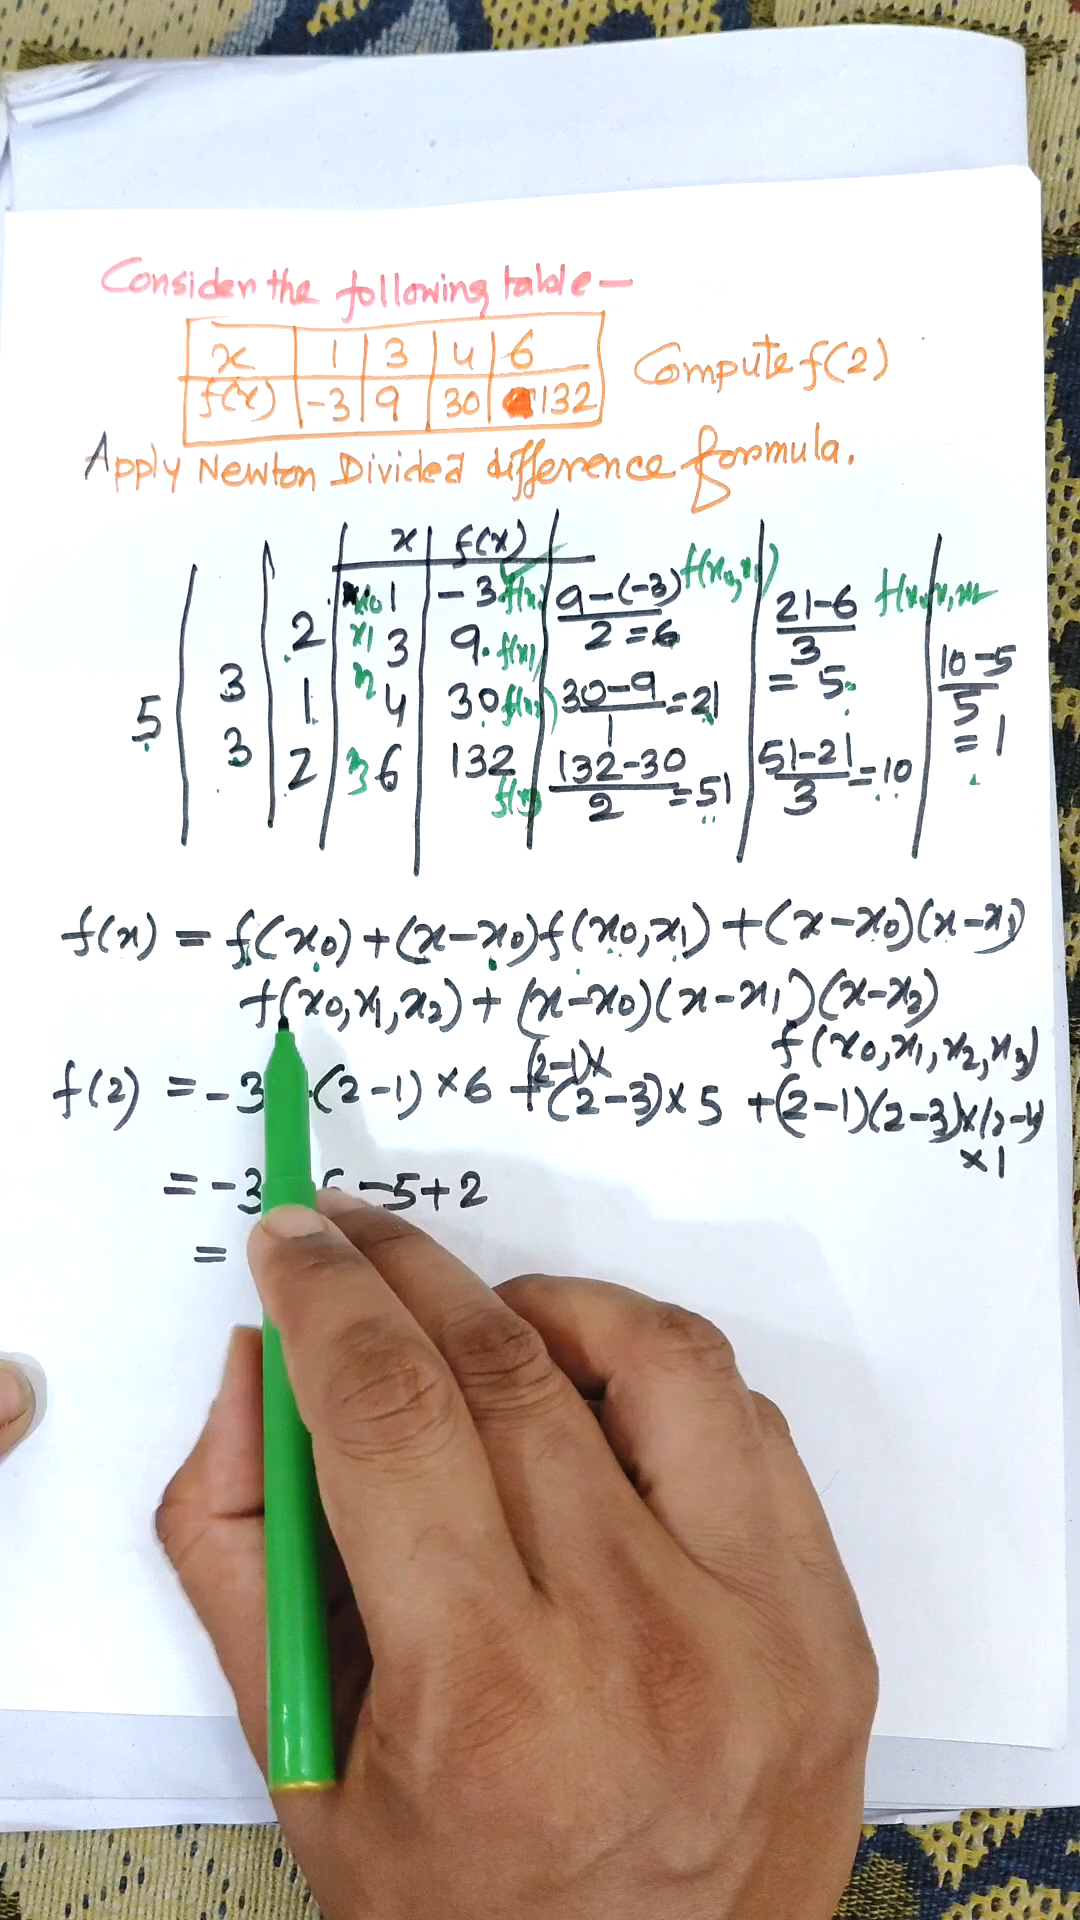 Consider the following table —
x 1 3 4 6
f(x) -3 9 30 132 Compute f(2)
Apply Newton Divided difference formula.
x f(x)
x0 1 -3 9-(-3)/2 = 6 f(x0,x1) 21-6/3 = 5
2 x1 3 9 f(x1)
5 3 1 4 30 30-9/1 = 21 10-5/5 = 1
3 2 6 132 132-30/2 = 51 51-21/3 = 10
f(x) = f(x0) + (x-x0)f(x0,x1) + (x-x0)(x-x1)
f(x0,x1,x2) + (x-x0)(x-x1)(x-x2)
f(x0,x1,x2,x3)
f(2) = -3 (2-1)×6 + (2-1)× (2-3)×5 + (2-1)(2-3)×(2-4)
×1
= -3 -5+2
=